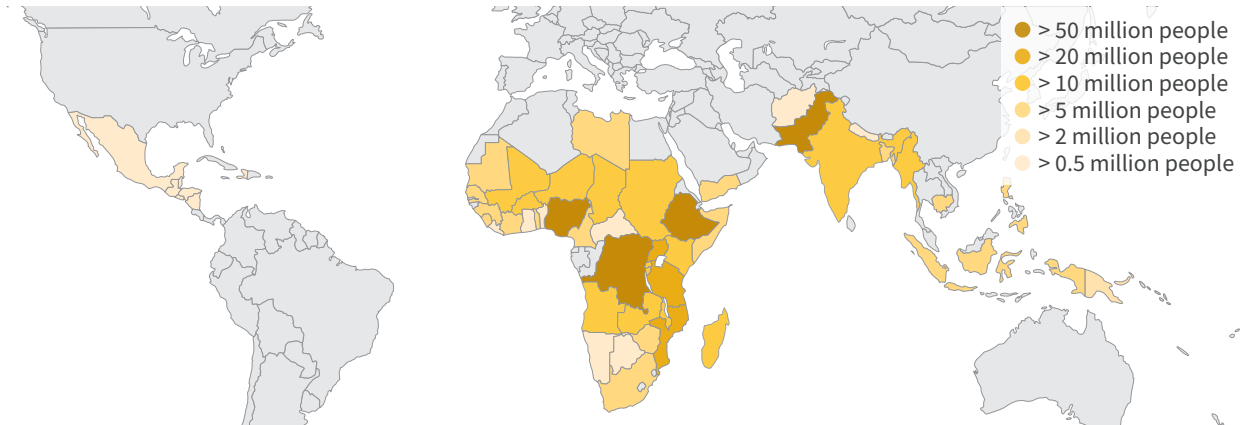 > 50 million people
> 20 million people
> 10 million people
> 5 million people
> 2 million people
> 0.5 million people